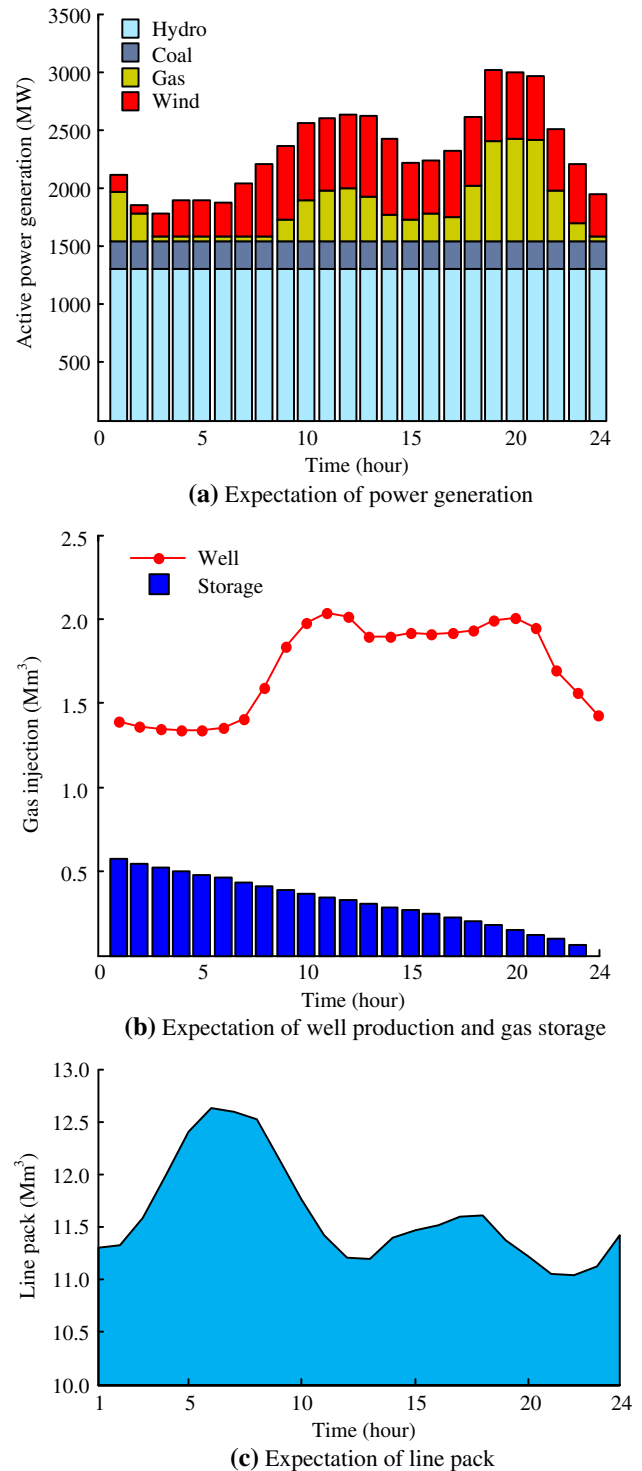 3500
3000
2500
2000
1500
1000
500
Active power generation (MW)
Hydro
Coal
Gas
Wind
0 5 10 15 20 24
Time (hour)
(a) Expectation of power generation
2.5
2.0
1.5
1.0
0.5
Gas injection (Mm³)
Well
Storage
0 5 10 15 20 24
Time (hour)
(b) Expectation of well production and gas storage
13.0
12.5
12.0
11.5
11.0
10.5
10.0
Line pack (Mm³)
1 5 10 15 20 24
Time (hour)
(c) Expectation of line pack